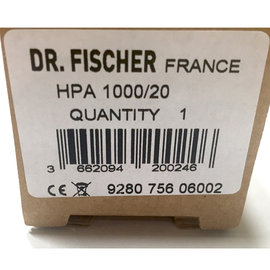 DR. FISCHER FRANCE
HPA 1000/20
QUANTITY 1
3 662094 200246
CE 9280 756 06002